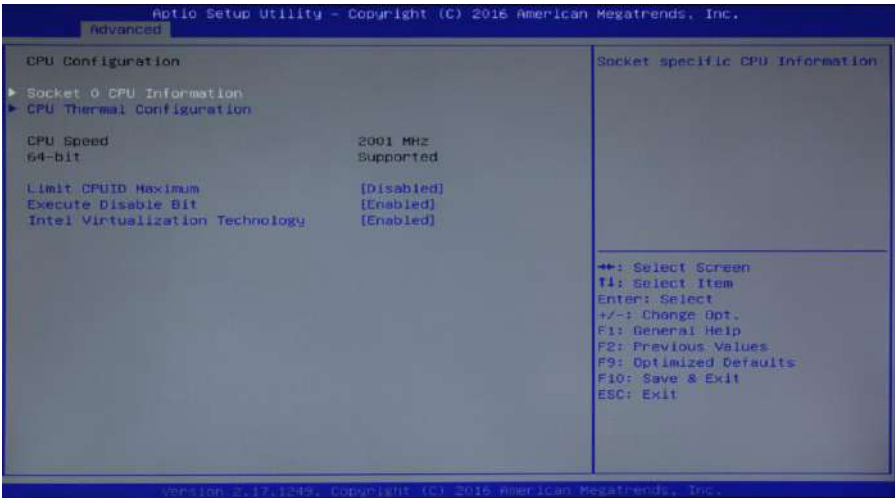 Aptio Setup Utility - Copyright (C) 2016 American Megatrends, Inc.
Advanced
CPU Configuration
Socket 0 CPU Information
CPU Thermal Configuration
CPU Speed 2001 MHz
64-bit Supported
Limit CPUID Maximum [Disabled]
Execute Disable Bit [Enabled]
Intel Virtualization Technology [Enabled]
Socket specific CPU Information
→←: Select Screen
↑↓: Select Item
Enter: Select
+/-: Change Opt.
F1: General Help
F2: Previous Values
F9: Optimized Defaults
F10: Save & Exit
ESC: Exit
Version 2.17.1249. Copyright (C) 2016 American Megatrends, Inc.